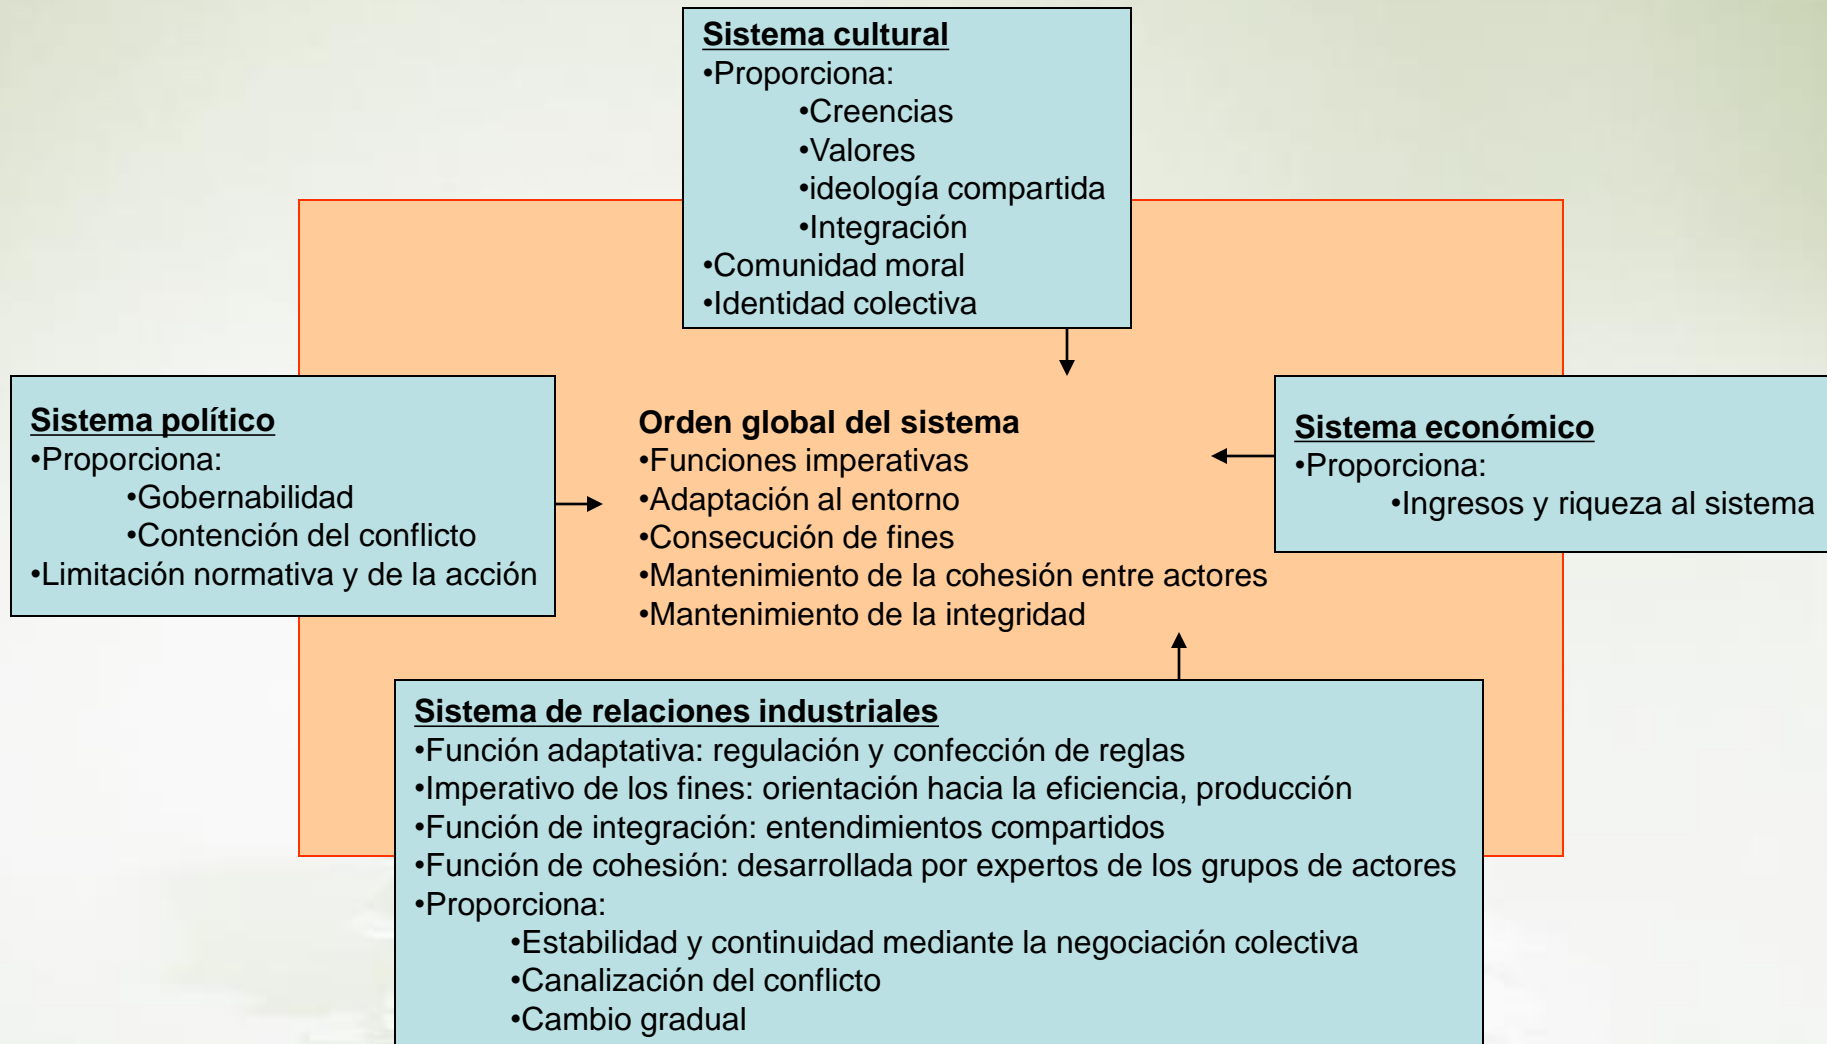 Sistema cultural
•Proporciona:
•Creencias
•Valores
•ideología compartida
•Integración
•Comunidad moral
•Identidad colectiva
Sistema político
•Proporciona:
•Gobernabilidad
•Contención del conflicto
•Limitación normativa y de la acción
Orden global del sistema
•Funciones imperativas
•Adaptación al entorno
•Consecución de fines
•Mantenimiento de la cohesión entre actores
•Mantenimiento de la integridad
Sistema económico
•Proporciona:
•Ingresos y riqueza al sistema
Sistema de relaciones industriales
•Función adaptativa: regulación y confección de reglas
•Imperativo de los fines: orientación hacia la eficiencia, producción
•Función de integración: entendimientos compartidos
•Función de cohesión: desarrollada por expertos de los grupos de actores
•Proporciona:
•Estabilidad y continuidad mediante la negociación colectiva
•Canalización del conflicto
•Cambio gradual